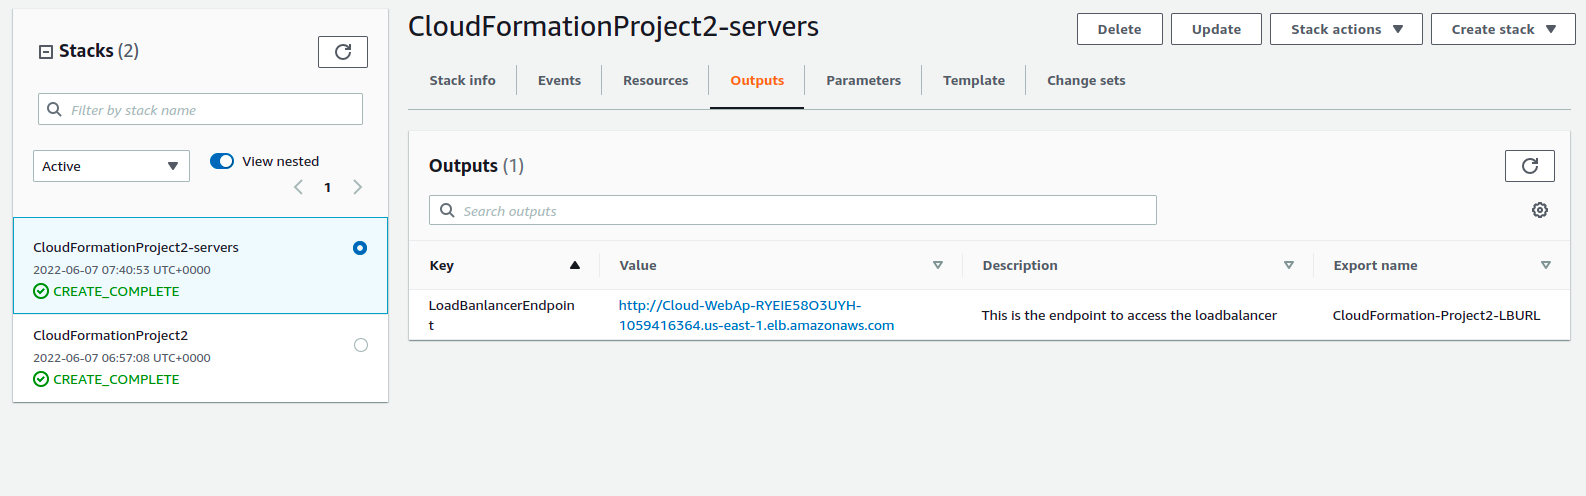 Stacks (2)
Filter by stack name
Active
View nested
1
CloudFormationProject2-servers
2022-06-07 07:40:53 UTC+0000
CREATE_COMPLETE
CloudFormationProject2
2022-06-07 06:57:08 UTC+0000
CREATE_COMPLETE
CloudFormationProject2-servers
Delete
Update
Stack actions
Create stack
Stack info
Events
Resources
Outputs
Parameters
Template
Change sets
Outputs (1)
Search outputs
Key
Value
Description
Export name
LoadBanlancerEndpoin
t
http://Cloud-WebAp-RYEIE58O3UYH-
1059416364.us-east-1.elb.amazonaws.com
This is the endpoint to access the loadbalancer
CloudFormation-Project2-LBURL